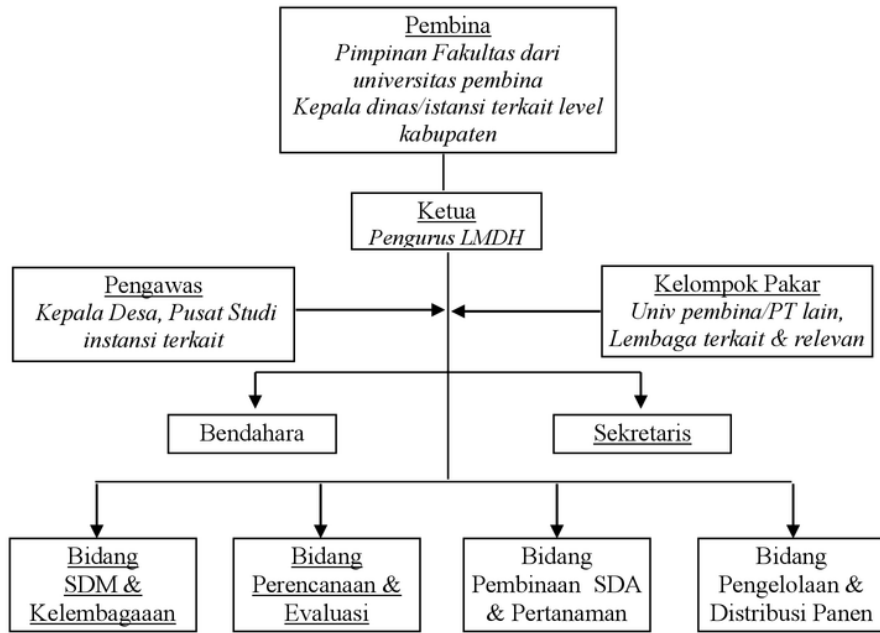 Pembina
Pimpinan Fakultas dari
universitas pembina
Kepala dinas/istansi terkait level
kabupaten
Ketua
Pengurus LMDH
Pengawas
Kepala Desa, Pusat Studi
instansi terkait
Kelompok Pakar
Univ pembina/PT lain,
Lembaga terkait & relevan
Bendahara
Sekretaris
Bidang
SDM &
Kelembagaaan
Bidang
Perencanaan &
Evaluasi
Bidang
Pembinaan SDA
& Pertanaman
Bidang
Pengelolaan &
Distribusi Panen